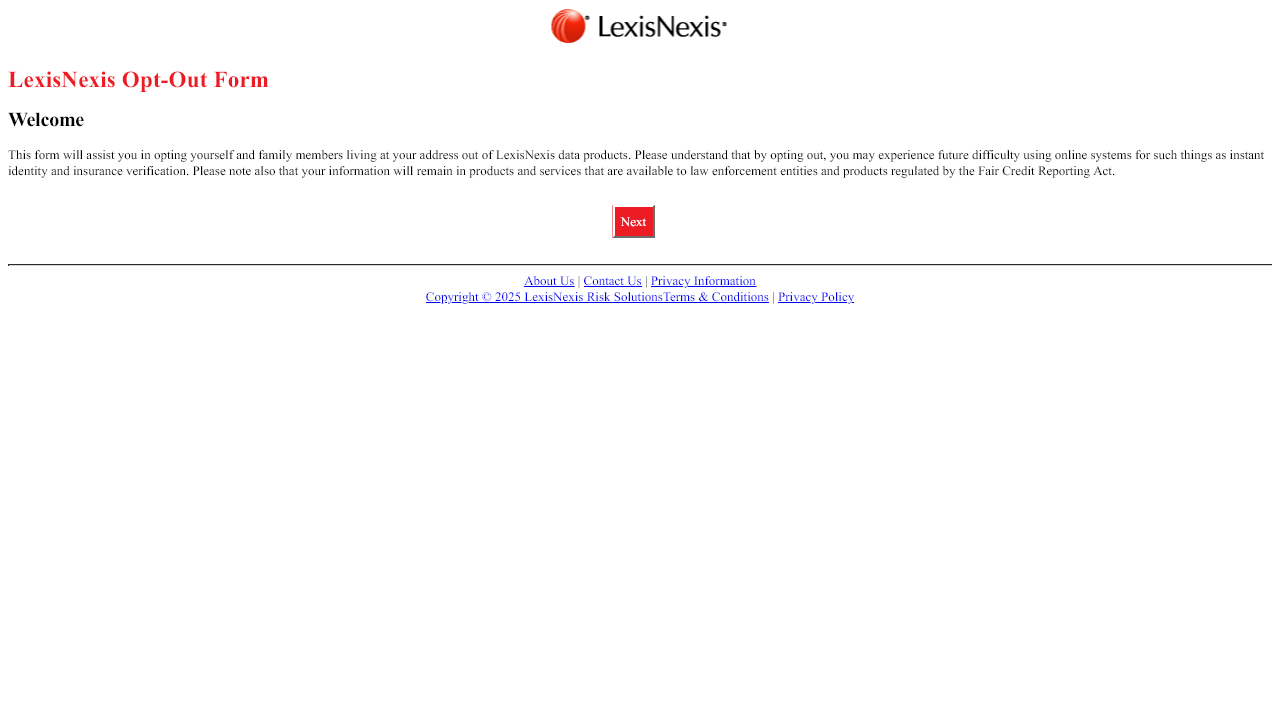 LexisNexis
LexisNexis Opt-Out Form
Welcome
This form will assist you in opting yourself and family members living at your address out of LexisNexis data products. Please understand that by opting out, you may experience future difficulty using online systems for such things as instant
identity and insurance verification. Please note also that your information will remain in products and services that are available to law enforcement entities and products regulated by the Fair Credit Reporting Act.
Next
About Us | Contact Us | Privacy Information
Copyright © 2025 LexisNexis Risk SolutionsTerms & Conditions | Privacy Policy